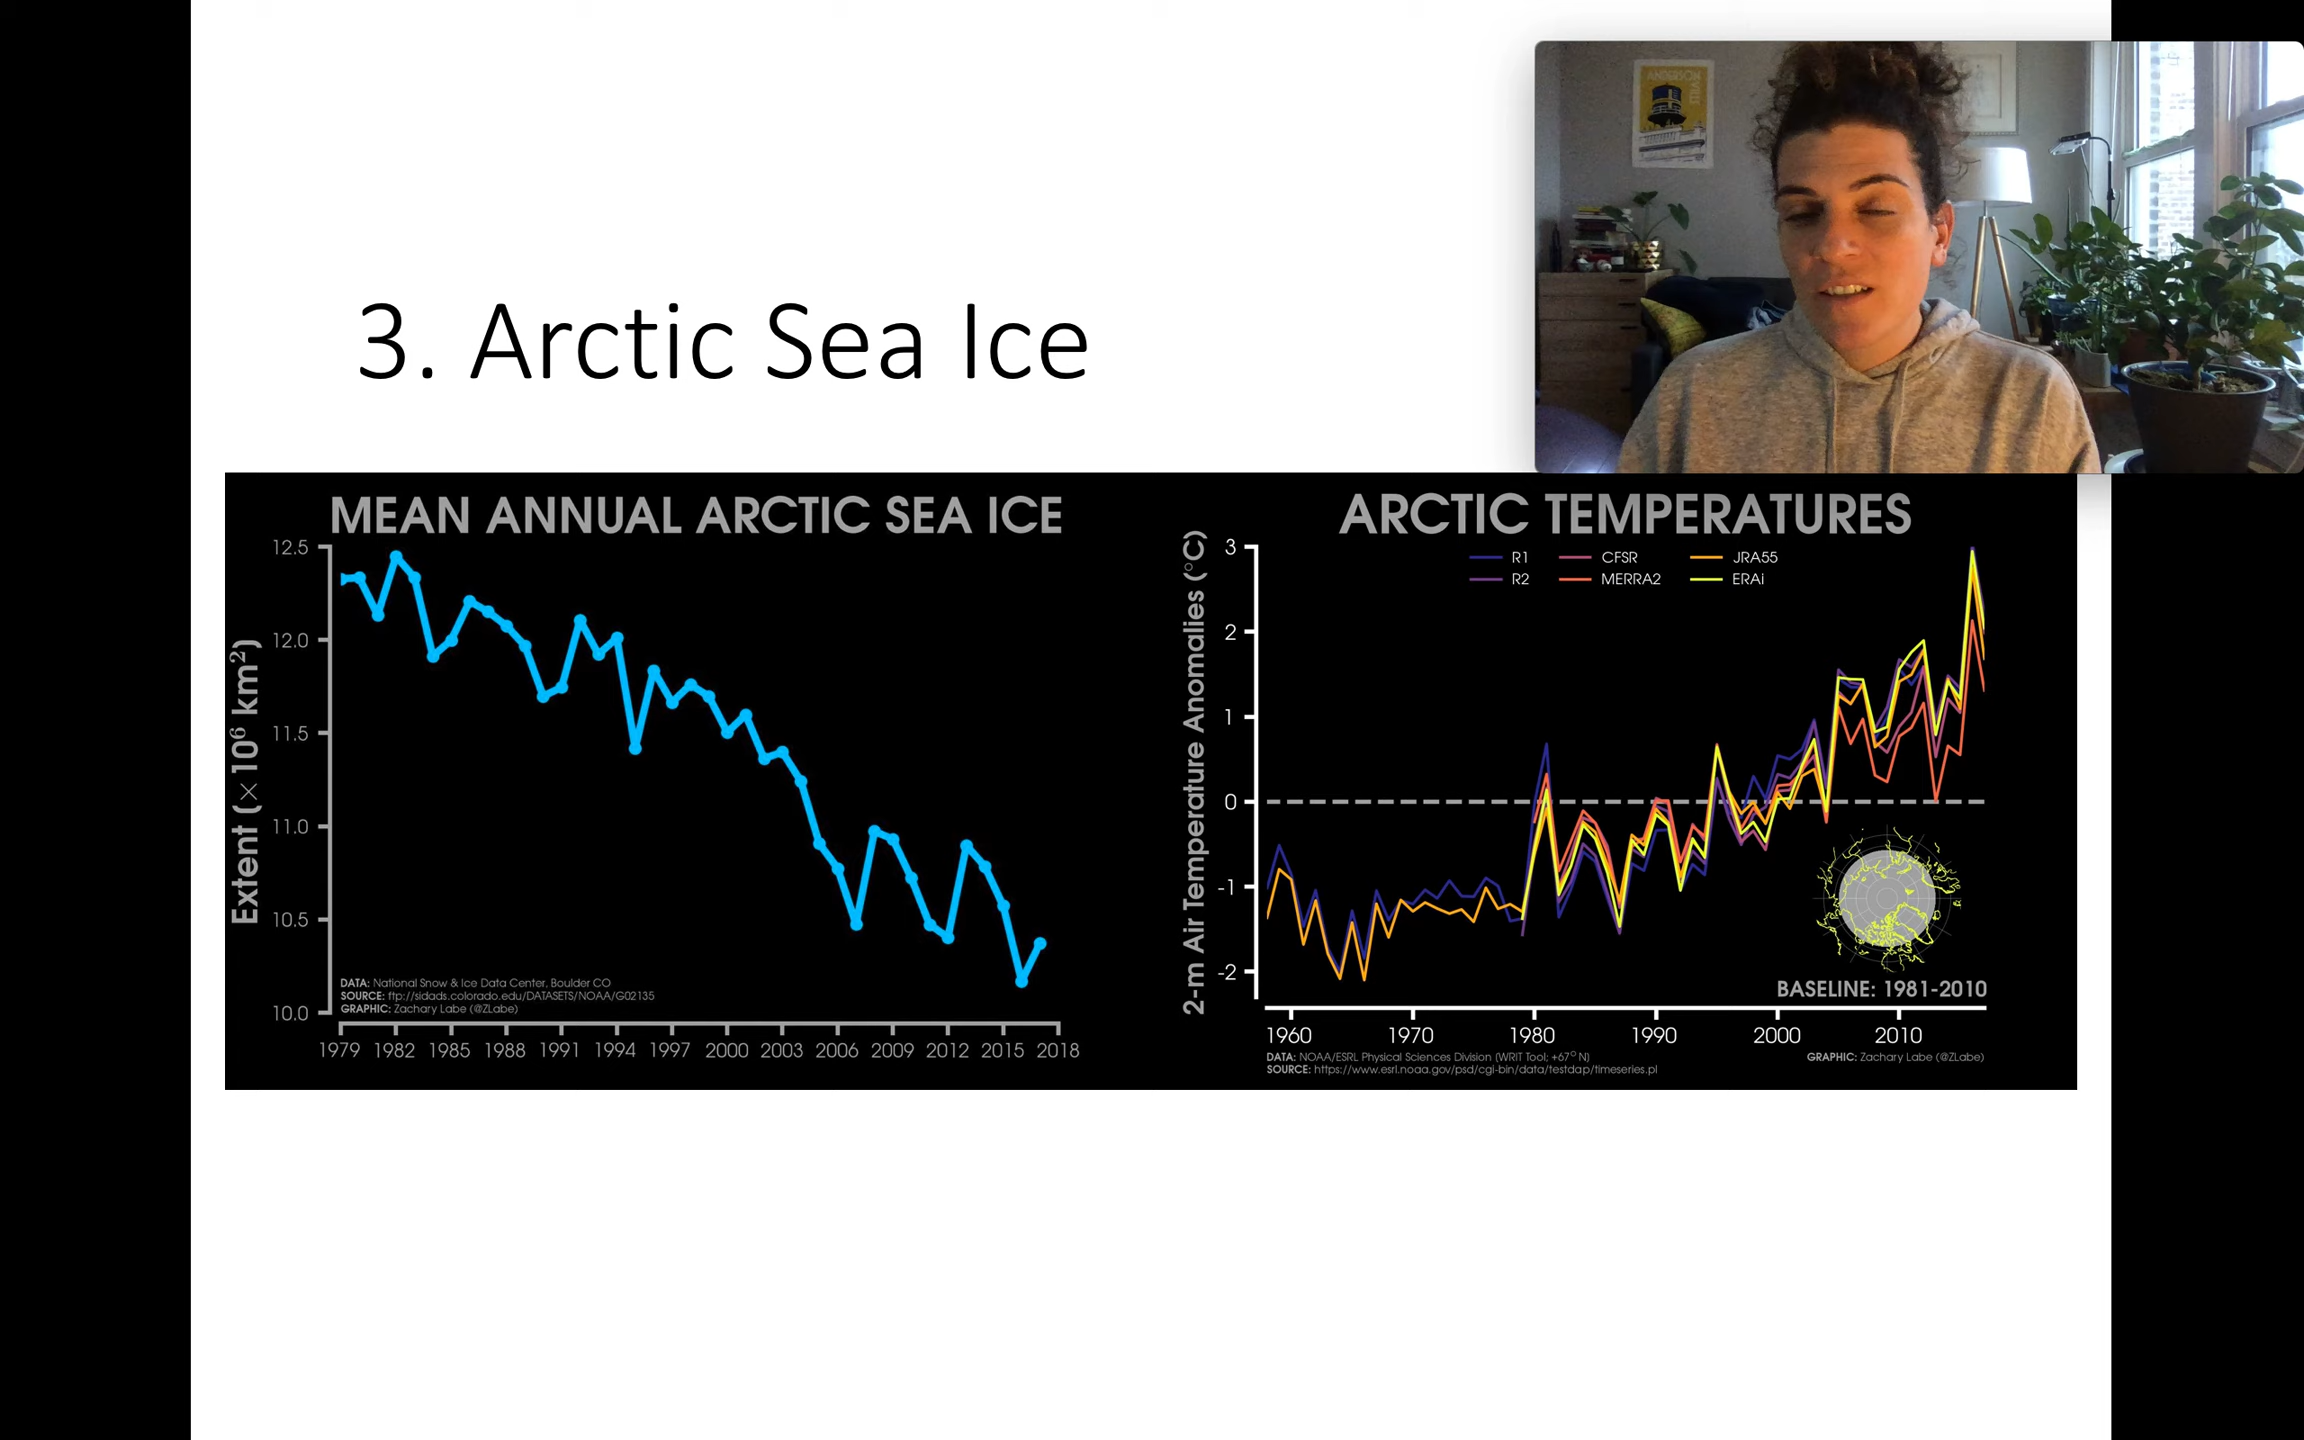 ANDERSON
VILLE
3. Arctic Sea Ice
MEAN ANNUAL ARCTIC SEA ICE
Extent (× 10⁶ km²)
12.5
12.0
11.5
11.0
10.5
10.0
DATA: National Snow & Ice Data Center, Boulder CO
SOURCE: ftp://sidads.colorado.edu/DATASETS/NOAA/G02135
GRAPHIC: Zachary Labe (@ZLabe)
1979 1982 1985 1988 1991 1994 1997 2000 2003 2006 2009 2012 2015 2018
ARCTIC TEMPERATURES
2-m Air Temperature Anomalies (°C)
R1 CFSR JRA55
R2 MERRA2 ERAi
3
2
1
0
-1
-2
BASELINE: 1981-2010
1960 1970 1980 1990 2000 2010
DATA: NOAA/ESRL Physical Sciences Division (WRIT Tool; +67° N)
SOURCE: https://www.esrl.noaa.gov/psd/cgi-bin/data/testdap/timeseries.pl
GRAPHIC: Zachary Labe (@ZLabe)